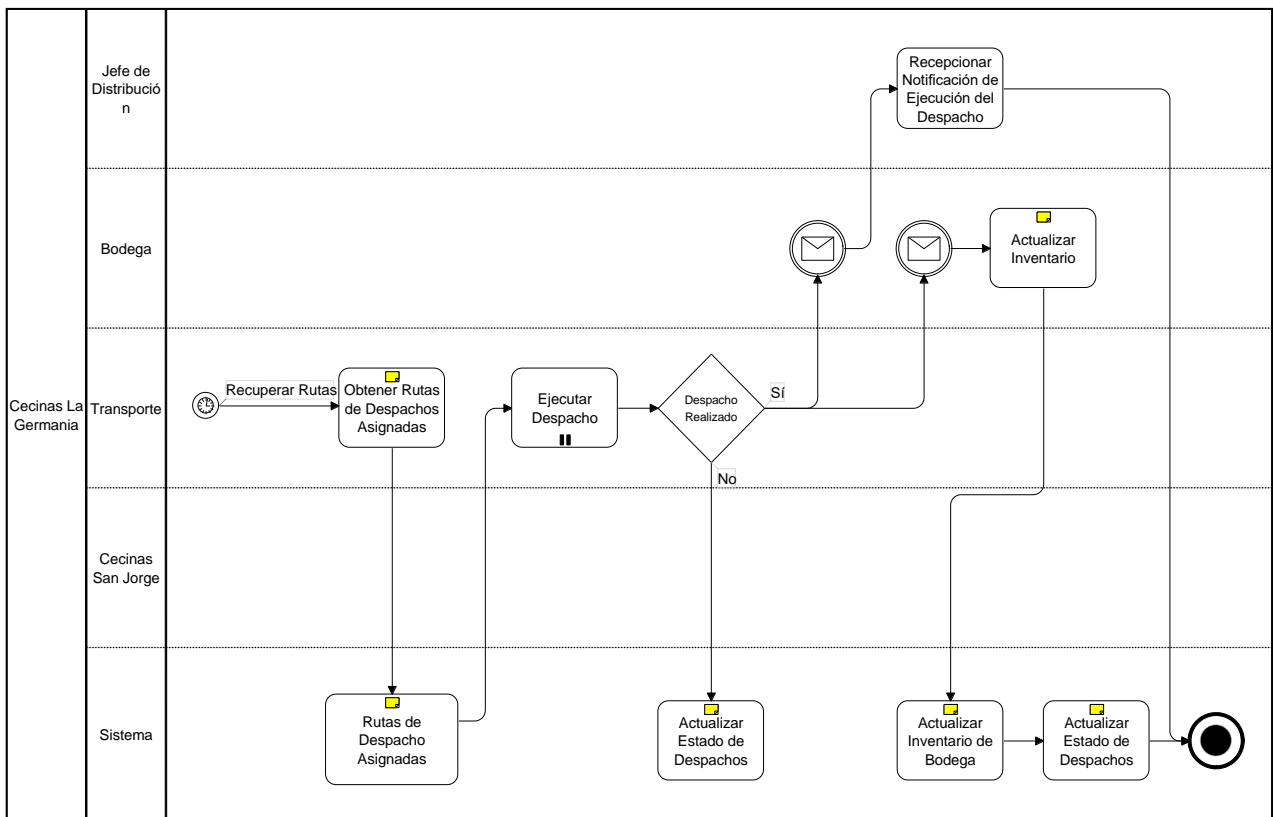 Cecinas La
Germania
Jefe de
Distribució
n
Recepcionar
Notificación de
Ejecución del
Despacho
Bodega
Actualizar
Inventario
Transporte
Recuperar Rutas
Obtener Rutas
de Despachos
Asignadas
Ejecutar
Despacho
Despacho
Realizado
Sí
No
Cecinas
San Jorge
Sistema
Rutas de
Despacho
Asignadas
Actualizar
Estado de
Despachos
Actualizar
Inventario de
Bodega
Actualizar
Estado de
Despachos